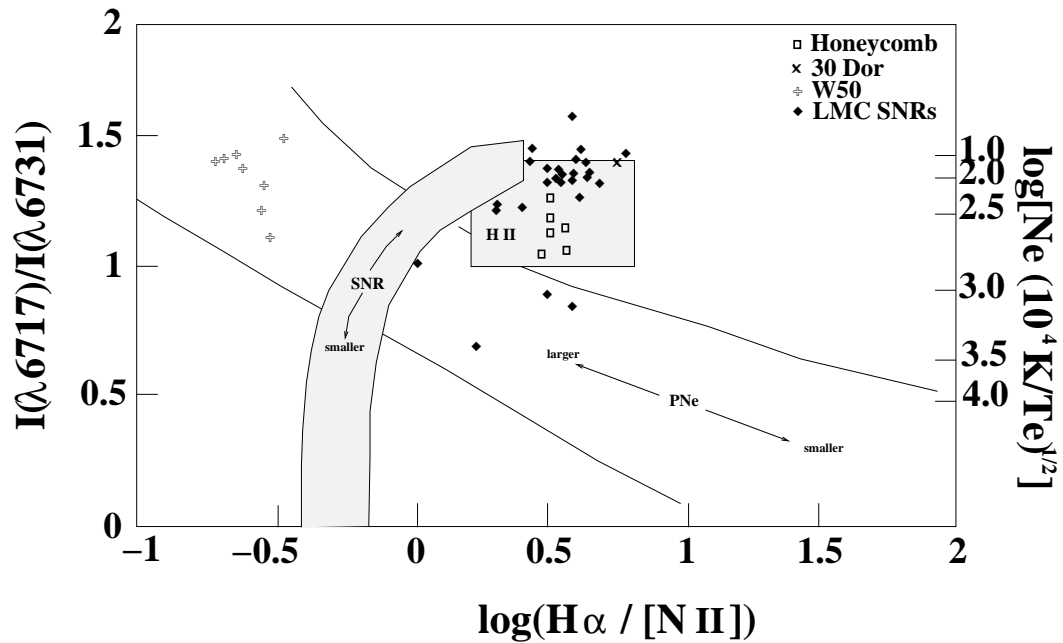 2
1.5
1
0.5
0
I(λ6717)/I(λ6731)
Honeycomb
30 Dor
W50
LMC SNRs
H II
SNR
smaller
larger
PNe
smaller
1.0
2.0
2.5
3.0
3.5
4.0
log[Ne (10⁴ K/Te)^1/2]
−1
−0.5
0
0.5
1
1.5
2
log(Hα / [N II])